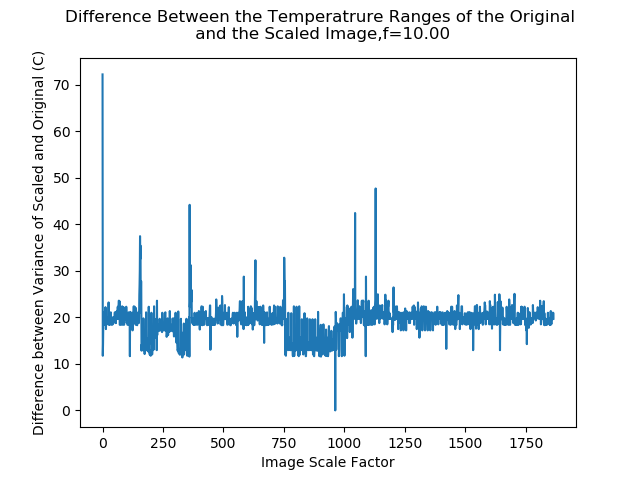 Difference Between the Temperatrure Ranges of the Original
and the Scaled Image,f=10.00
Difference between Variance of Scaled and Original (C)
70
60
50
40
30
20
10
0
0 250 500 750 1000 1250 1500 1750
Image Scale Factor